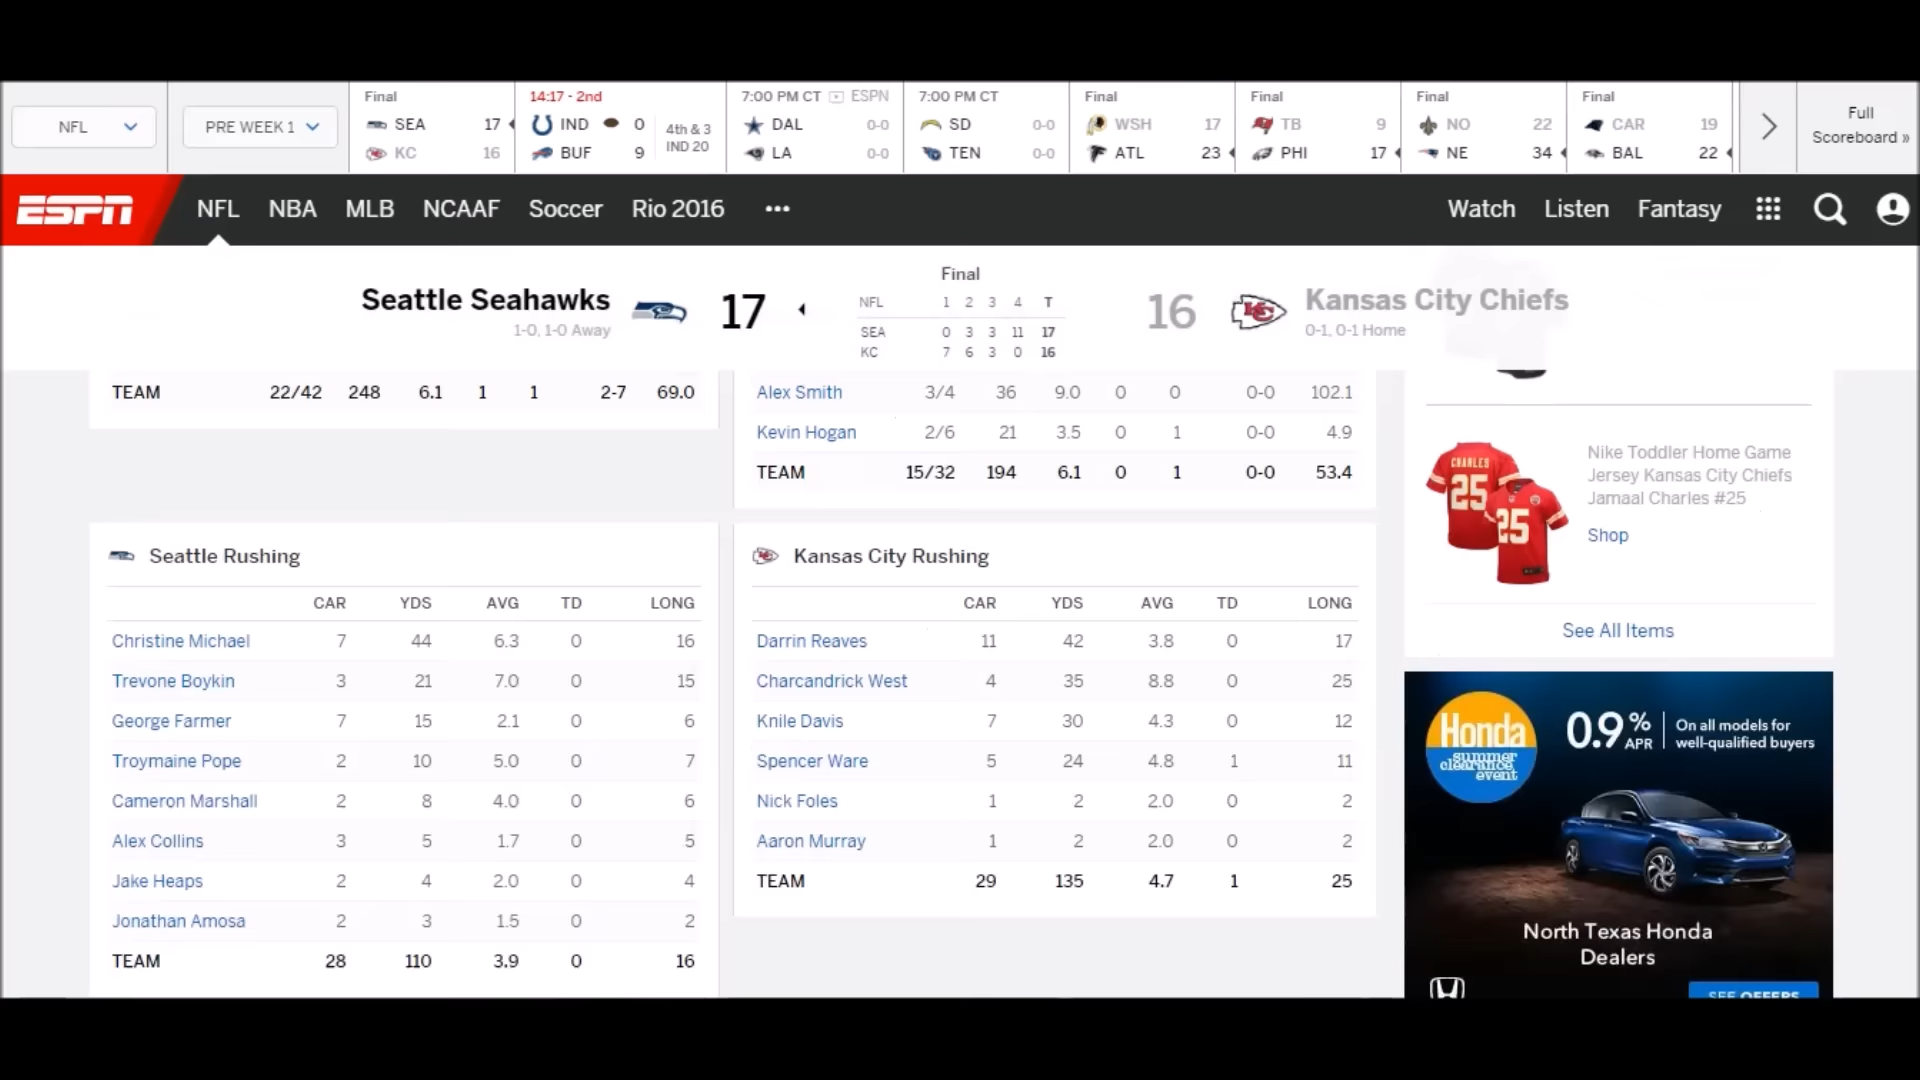 NFL
PRE WEEK 1
Final
SEA 17
KC 16
14:17 - 2nd
IND 0
BUF 9
4th & 3
IND 20
7:00 PM CT ESPN
DAL 0-0
LA 0-0
7:00 PM CT
SD 0-0
TEN 0-0
Final
WSH 17
ATL 23
Final
TB 9
PHI 17
Final
NO 22
NE 34
Final
CAR 19
BAL 22
Full
Scoreboard »
ESPN NFL NBA MLB NCAAF Soccer Rio 2016 ••• Watch Listen Fantasy
Seattle Seahawks
1-0, 1-0 Away
17
Final
NFL 1 2 3 4 T
SEA 0 3 3 11 17
KC 7 6 3 0 16
16
Kansas City Chiefs
0-1, 0-1 Home
TEAM 22/42 248 6.1 1 1 2-7 69.0
Alex Smith 3/4 36 9.0 0 0 0-0 102.1
Kevin Hogan 2/6 21 3.5 0 1 0-0 4.9
TEAM 15/32 194 6.1 0 1 0-0 53.4
Seattle Rushing
CAR YDS AVG TD LONG
Christine Michael 7 44 6.3 0 16
Trevone Boykin 3 21 7.0 0 15
George Farmer 7 15 2.1 0 6
Troymaine Pope 2 10 5.0 0 7
Cameron Marshall 2 8 4.0 0 6
Alex Collins 3 5 1.7 0 5
Jake Heaps 2 4 2.0 0 4
Jonathan Amosa 2 3 1.5 0 2
TEAM 28 110 3.9 0 16
Kansas City Rushing
CAR YDS AVG TD LONG
Darrin Reaves 11 42 3.8 0 17
Charcandrick West 4 35 8.8 0 25
Knile Davis 7 30 4.3 0 12
Spencer Ware 5 24 4.8 1 11
Nick Foles 1 2 2.0 0 2
Aaron Murray 1 2 2.0 0 2
TEAM 29 135 4.7 1 25
CHARLES
25
25
Nike Toddler Home Game
Jersey Kansas City Chiefs
Jamaal Charles #25
Shop
See All Items
Honda
summer
clearance
event
0.9% APR
On all models for
well-qualified buyers
North Texas Honda
Dealers
SEE OFFERS